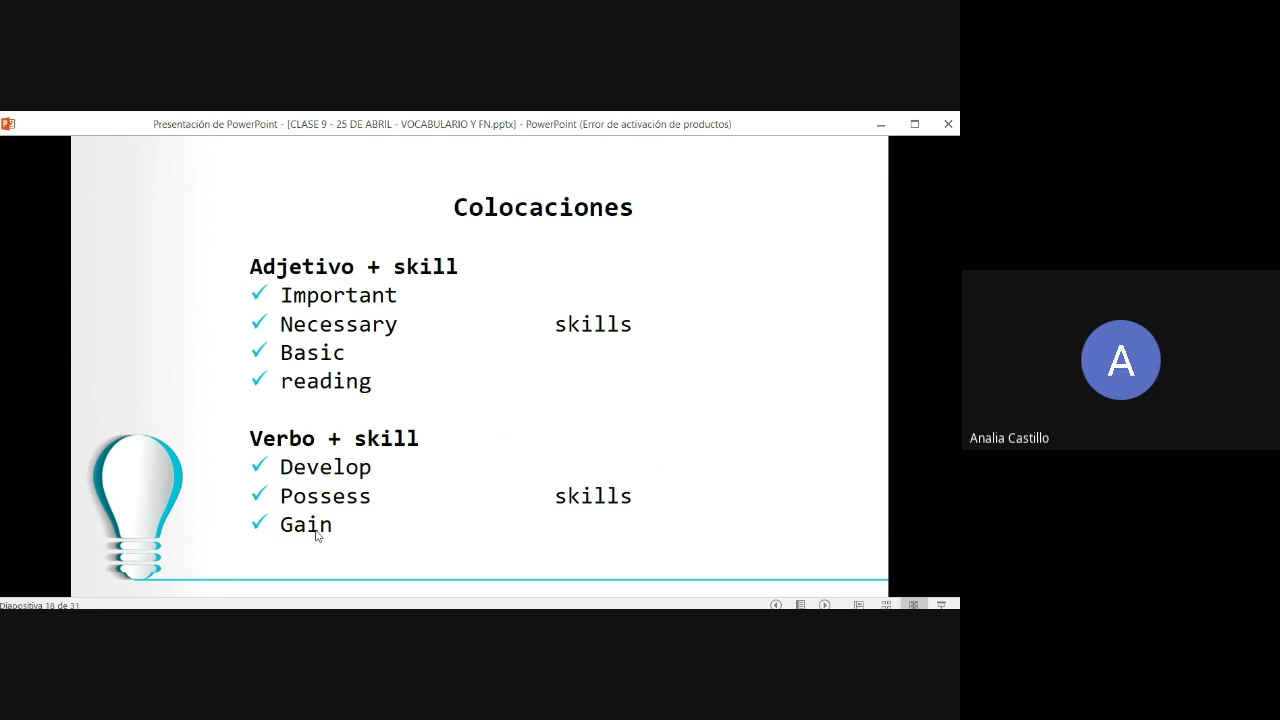 Presentación de PowerPoint - [CLASE 9 - 25 DE ABRIL - VOCABULARIO Y FN.pptx] - PowerPoint (Error de activación de productos)
Colocaciones
Adjetivo + skill
✓ Important
✓ Necessary skills
✓ Basic
✓ reading
Verbo + skill
✓ Develop
✓ Possess skills
✓ Gain
Diapositiva 18 de 31
A
Analia Castillo